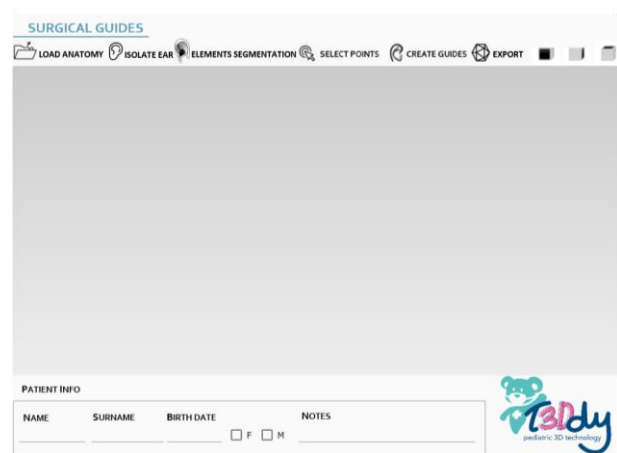 SURGICAL GUIDES
LOAD ANATOMY ISOLATE EAR ELEMENTS SEGMENTATION SELECT POINTS CREATE GUIDES EXPORT
PATIENT INFO
NAME SURNAME BIRTH DATE F M NOTES
T3Ddy
pediatric 3D technology